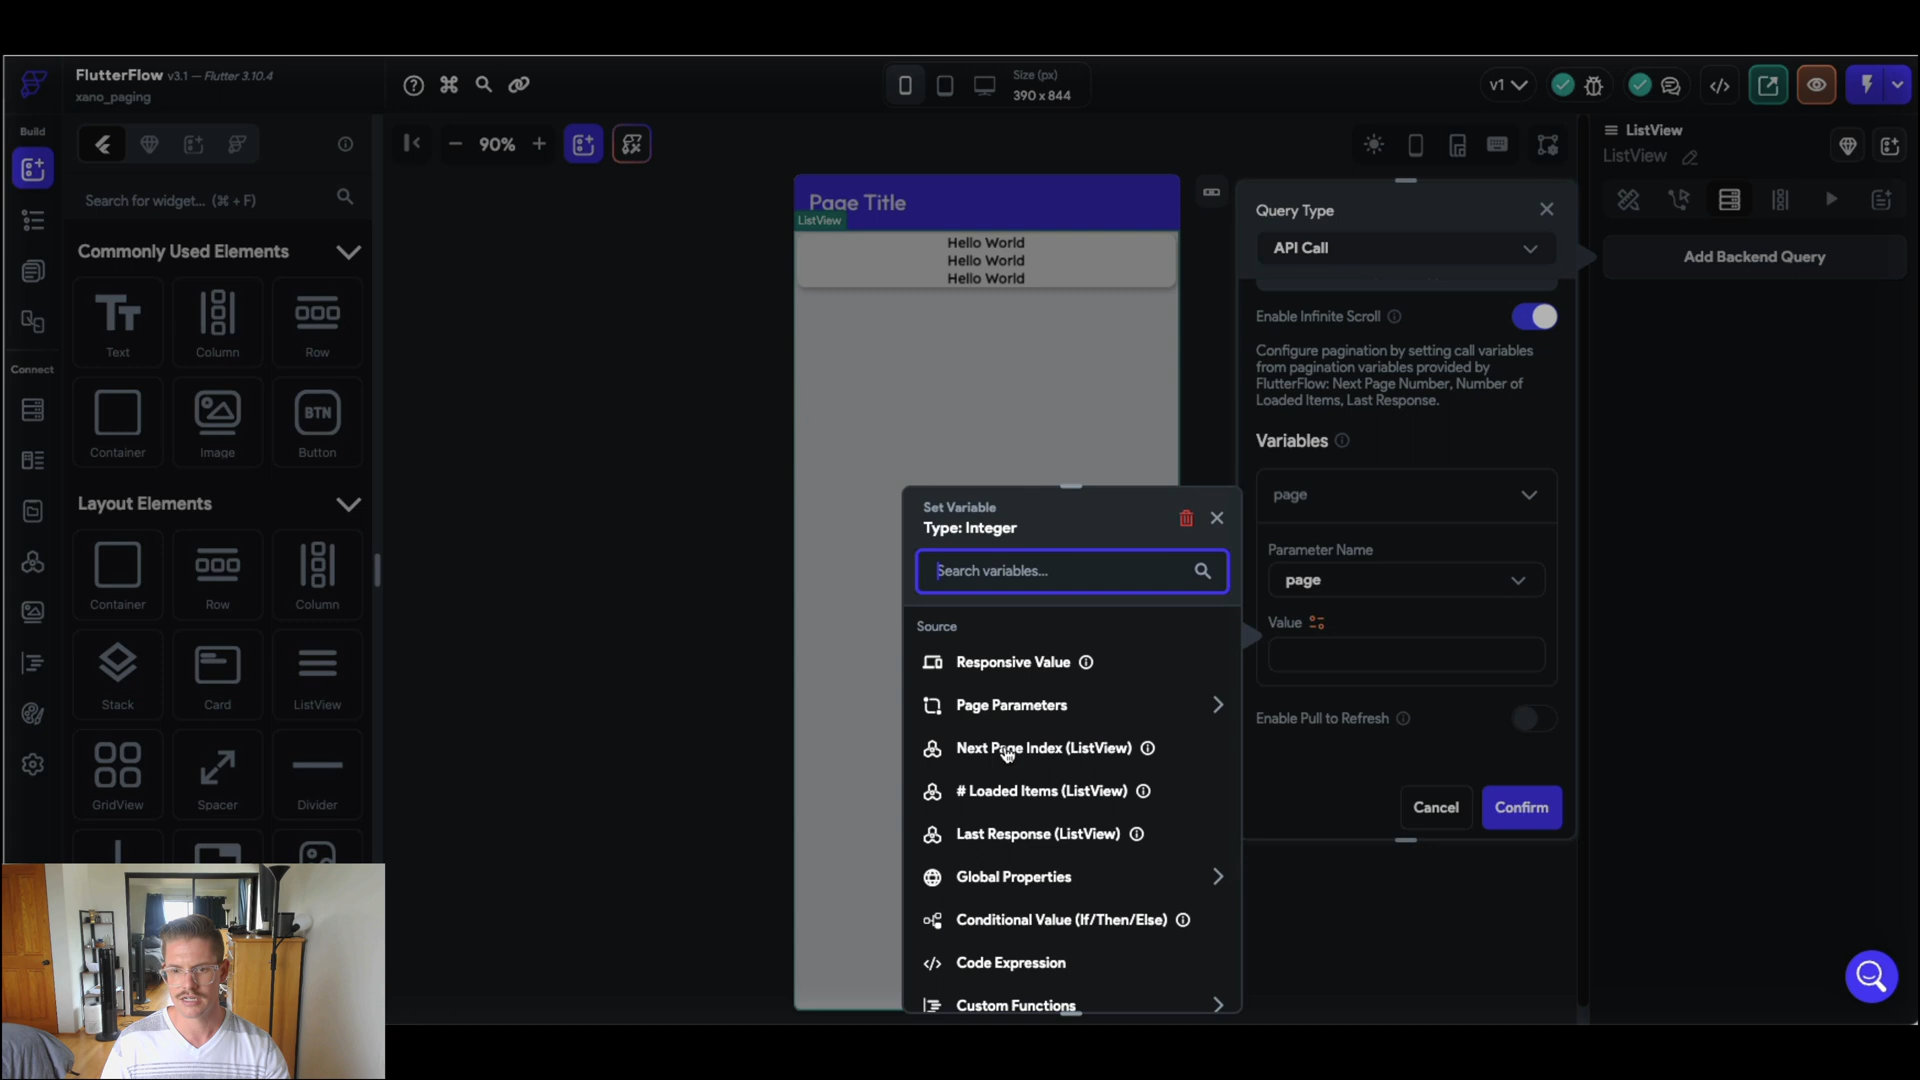 FlutterFlow v3.1 – Flutter 3.10.4
xano_paging
Size (px)
390 x 844
v1
Build
90%
ListView
ListView
Search for widget... (⌘ + F)
Commonly Used Elements
Text
Column
Row
Connect
Container
Image
BTN
Button
Layout Elements
Container
Row
Column
Stack
Card
ListView
GridView
Spacer
Divider
Page Title
ListView
Hello World
Hello World
Hello World
Query Type
API Call
Add Backend Query
Enable Infinite Scroll
Configure pagination by setting call variables
from pagination variables provided by
FlutterFlow: Next Page Number, Number of
Loaded Items, Last Response.
Variables
page
Parameter Name
page
Value
Enable Pull to Refresh
Cancel
Confirm
Set Variable
Type: Integer
Search variables...
Source
Responsive Value
Page Parameters
Next Page Index (ListView)
# Loaded Items (ListView)
Last Response (ListView)
Global Properties
Conditional Value (If/Then/Else)
Code Expression
Custom Functions